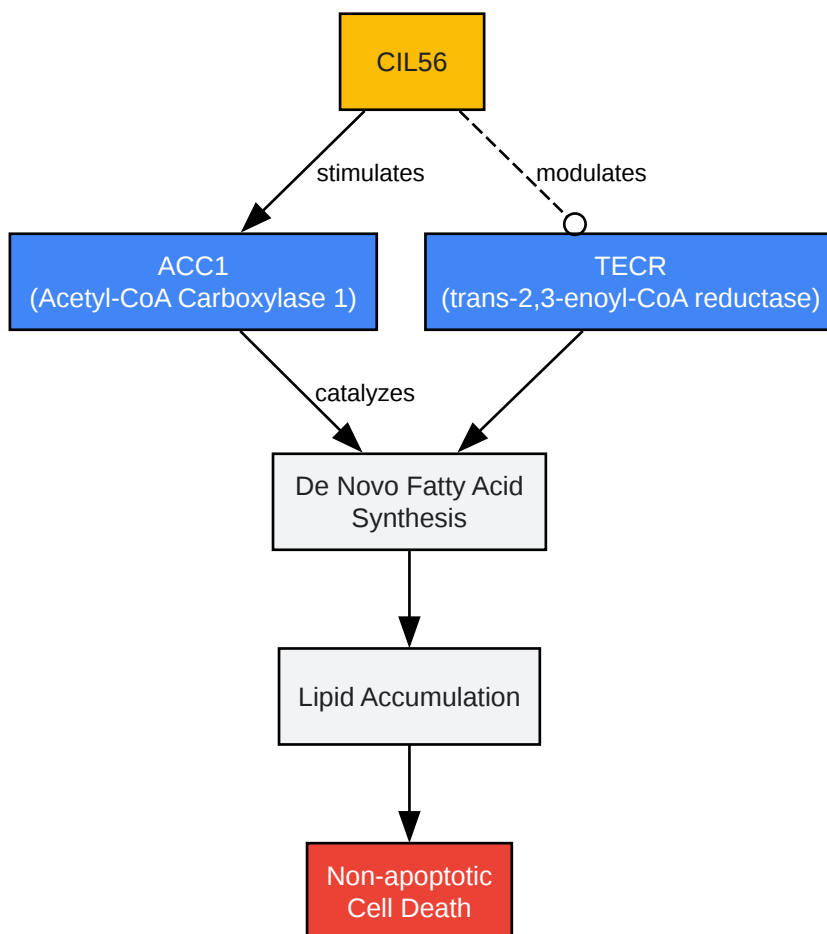 CIL56
stimulates
modulates
ACC1
(Acetyl-CoA Carboxylase 1)
TECR
(trans-2,3-enoyl-CoA reductase)
catalyzes
De Novo Fatty Acid
Synthesis
Lipid Accumulation
Non-apoptotic
Cell Death